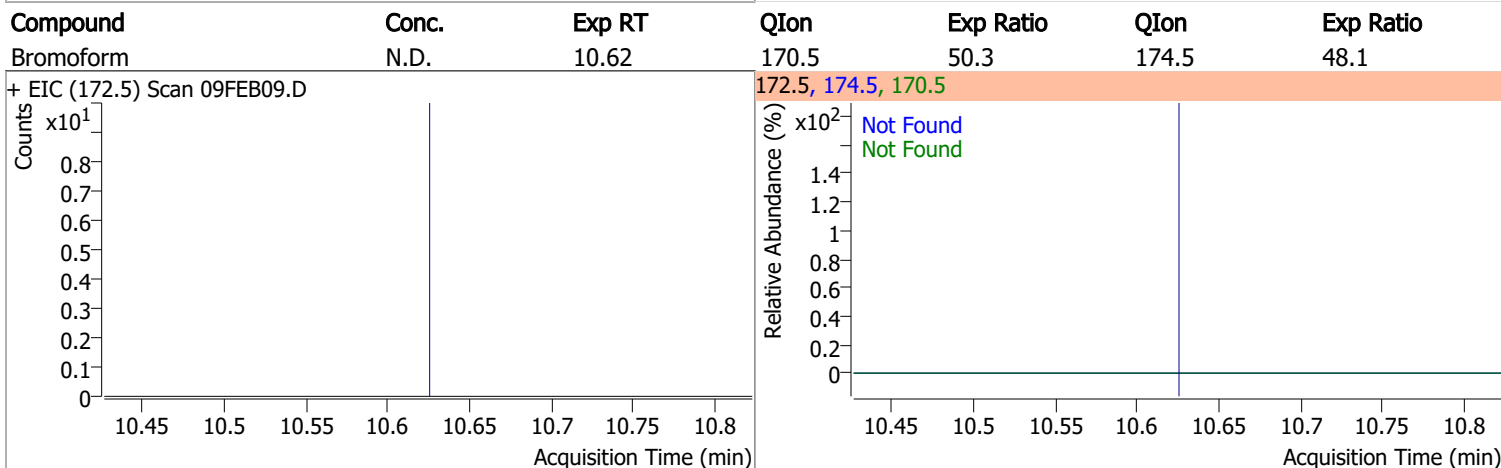 Compound Conc. Exp RT QIon Exp Ratio QIon Exp Ratio
Bromoform N.D. 10.62 170.5 50.3 174.5 48.1
+ EIC (172.5) Scan 09FEB09.D
Counts
x10¹
0.8
0.7
0.6
0.5
0.4
0.3
0.2
0.1
0
10.45 10.5 10.55 10.6 10.65 10.7 10.75 10.8
Acquisition Time (min)
172.5, 174.5, 170.5
Relative Abundance (%)
x10²
Not Found
Not Found
1.4
1.2
1
0.8
0.6
0.4
0.2
0
10.45 10.5 10.55 10.6 10.65 10.7 10.75 10.8
Acquisition Time (min)